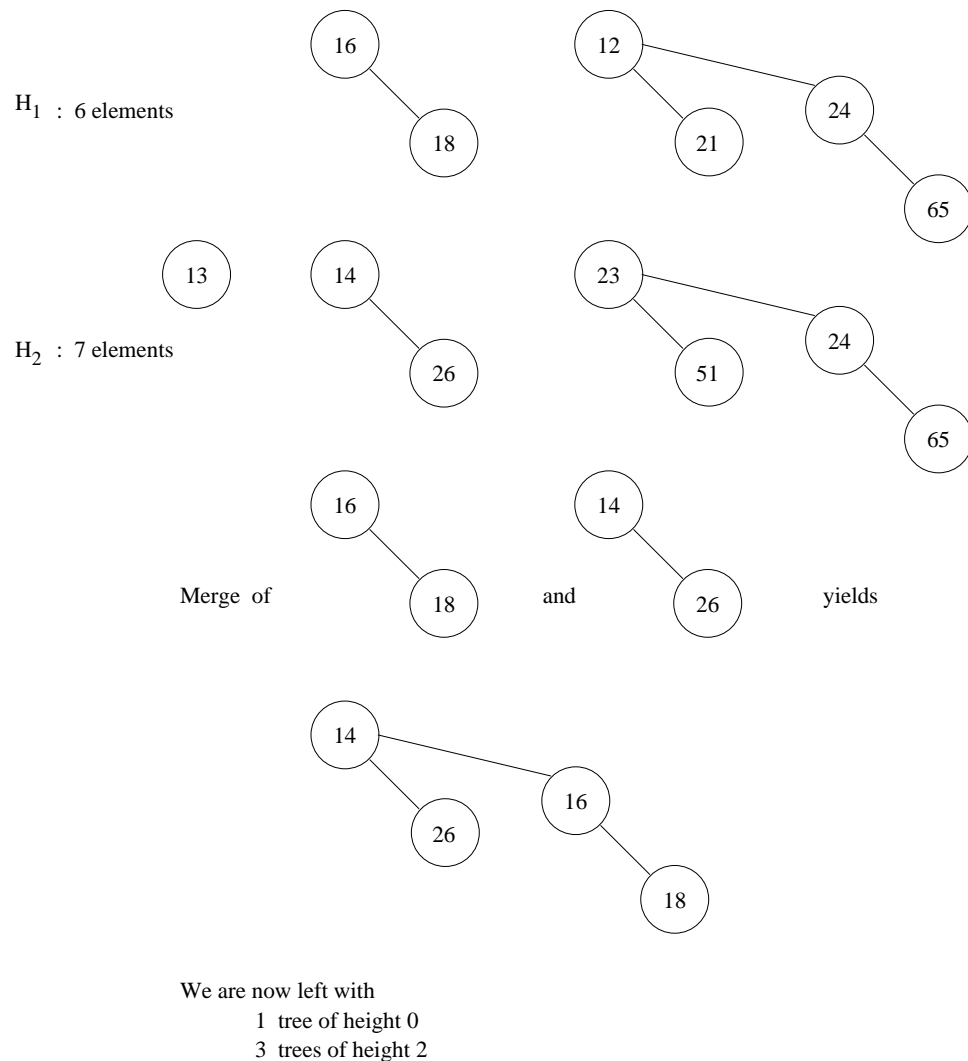 16 12
H1 : 6 elements
24
18 21
65
13 14 23
H2 : 7 elements
24
26 51
65
16 14
Merge of 18 and 26 yields
14
16
26
18
We are now left with
1 tree of height 0
3 trees of height 2